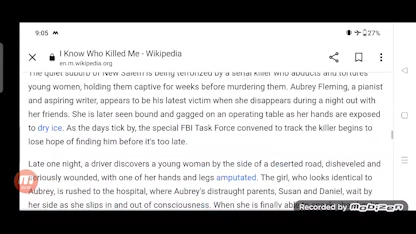 9:05 M 27%
I Know Who Killed Me - Wikipedia
en.m.wikipedia.org
The quiet suburb of New Salem is being terrorized by a serial killer who abducts and tortures
young women, holding them captive for weeks before murdering them. Aubrey Fleming, a pianist
and aspiring writer, appears to be his latest victim when she disappears during a night out with
her friends. She is later seen bound and gagged on an operating table as her hands are exposed
to dry ice. As the days tick by, the special FBI Task Force convened to track the killer begins to
lose hope of finding him before it's too late.
Late one night, a driver discovers a young woman by the side of a deserted road, disheveled and
seriously wounded, with one of her hands and legs amputated. The girl, who looks identical to
Aubrey, is rushed to the hospital, where Aubrey's distraught parents, Susan and Daniel, wait by
her side as she slips in and out of consciousness. When she is finally
Recorded by Mobizen